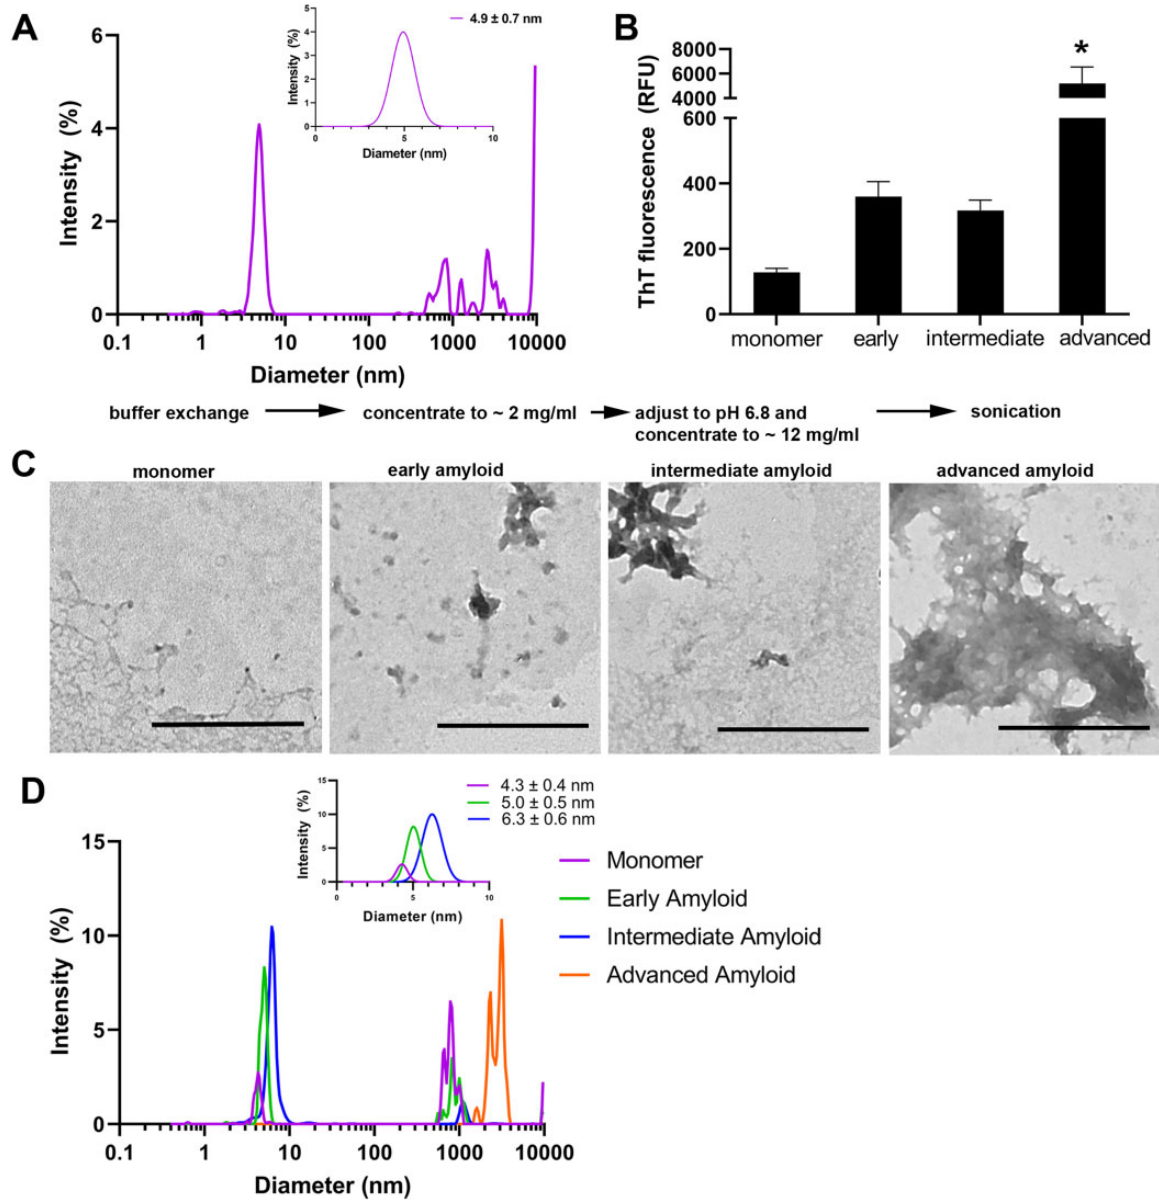 A
6
4
2
0
0.1 1 10 100 1000 10000
Intensity (%)
Diameter (nm)
5
4
3
2
1
0
0 5 10
Intensity (%)
Diameter (nm)
4.9 ± 0.7 nm
B
8000
6000
4000
600
400
200
0
ThT fluorescence (RFU)
*
monomer early intermediate advanced
buffer exchange concentrate to ~ 2 mg/ml adjust to pH 6.8 and sonication
concentrate to ~ 12 mg/ml
C
monomer early amyloid intermediate amyloid advanced amyloid
D
15
10
5
0
0.1 1 10 100 1000 10000
Intensity (%)
Diameter (nm)
15
10
5
0
0 5 10
Intensity (%)
Diameter (nm)
4.3 ± 0.4 nm
5.0 ± 0.5 nm
6.3 ± 0.6 nm
Monomer
Early Amyloid
Intermediate Amyloid
Advanced Amyloid